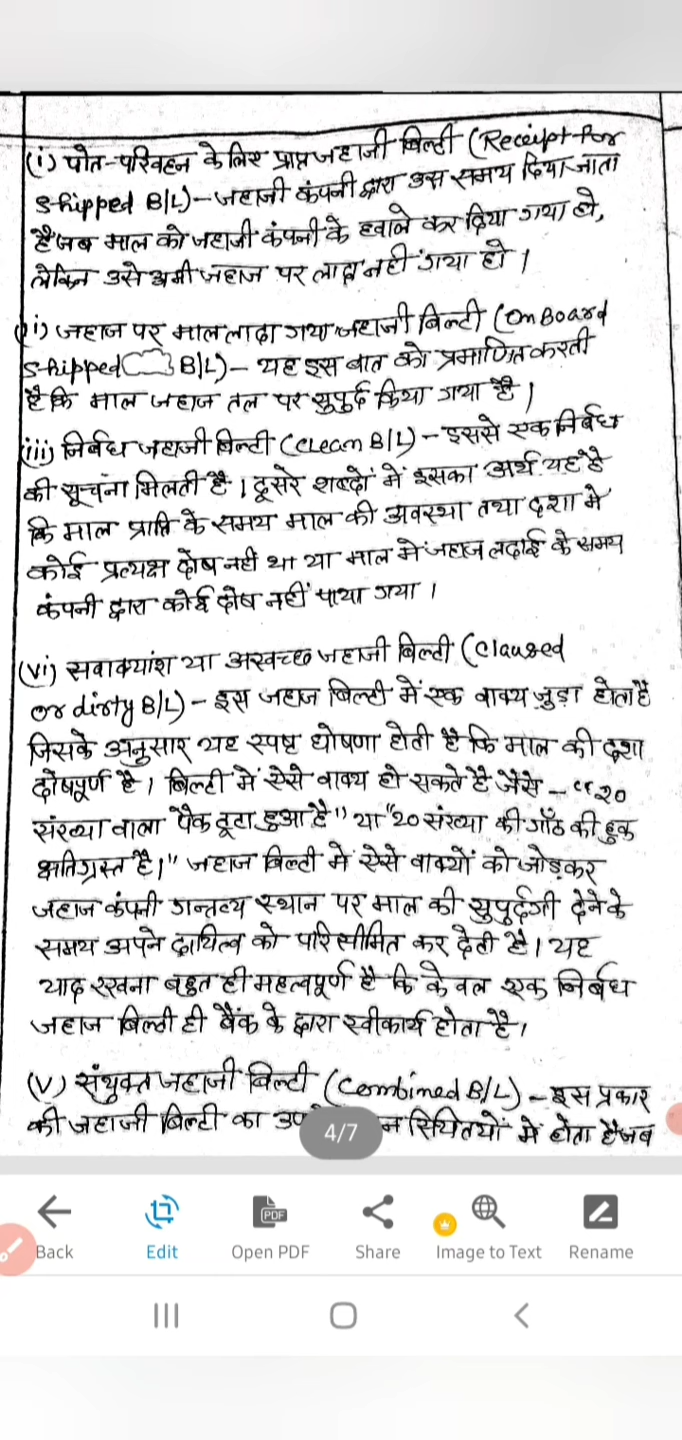 (i) पोत-परिवहन के लिए प्राप्त जहाजी बिल्टी (Receipt For
Shipped B/L) - जहाजी कंपनी द्वारा उस समय दिया जाता
है जब माल को जहाजी कंपनी के हवाले कर दिया गया हो,
लेकिन उसे अभी जहाज पर लादा नहीं गया हो।
(ii) जहाज पर माल लादा गया जहाजी बिल्टी (On Board
Shipped B/L) - यह इस बात को प्रमाणित करती
है कि माल जहाज तल पर सुपुर्द किया गया है।
(iii) निर्बध जहाजी बिल्टी (Clean B/L) - इससे एक निर्बध
की सूचना मिलती है। दूसरे शब्दों में इसका अर्थ यह है
कि माल प्राप्ति के समय माल की अवस्था तथा दशा मे
कोई प्रत्यक्ष दोष नही था या माल मे जहाज लदाई के समय
कंपनी द्वारा कोई दोष नहीं पाया गया।
(vi) सवाक्यांश या अस्वच्छ जहाजी बिल्टी (Claused
or dirty B/L) - इस जहाज बिल्टी में एक वाक्य जुड़ा होता है
जिसके अनुसार यह स्पष्ट घोषणा होती है कि माल की दशा
दोषपूर्ण है। बिल्टी में ऐसे वाक्य हो सकते है जैसे - "20
संख्या वाला पैक टूटा हुआ है" या "20 संख्या की गाँठ की हुक
क्षतिग्रस्त है।" जहाज बिल्टी मे ऐसे वाक्यों को जोड़कर
जहाज कंपनी गन्तव्य स्थान पर माल की सुपुर्दगी देने के
समय अपने दायित्व को परिसीमित कर देती है। यह
याद रखना बहुत ही महत्वपूर्ण है कि केवल एक निर्बध
जहाज बिल्टी ही बैंक के द्वारा स्वीकार्य होता है।
(V) संयुक्त जहाजी बिल्टी (Combined B/L) - इस प्रकार
की जहाजी बिल्टी का स्थितियों में होता है जब
4/7
Back Edit Open PDF Share Image to Text Rename